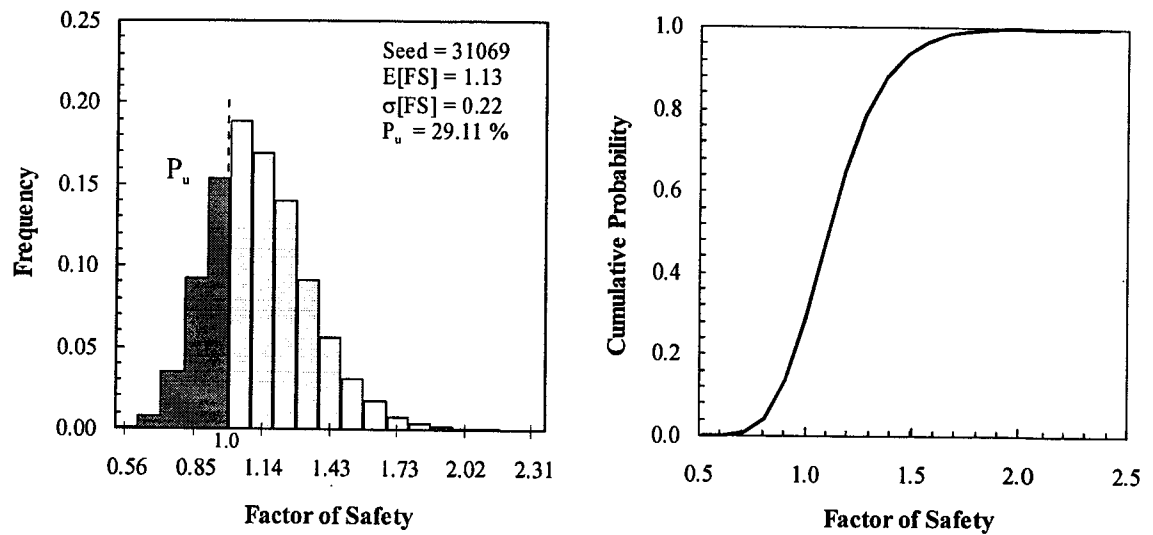 0.25
0.20
0.15
0.10
0.05
0.00
Frequency
Seed = 31069
E[FS] = 1.13
σ[FS] = 0.22
Pu = 29.11 %
Pu
1.0
0.56 0.85 1.14 1.43 1.73 2.02 2.31
Factor of Safety
1.0
0.8
0.6
0.4
0.2
0.0
Cumulative Probability
0.5 1.0 1.5 2.0 2.5
Factor of Safety